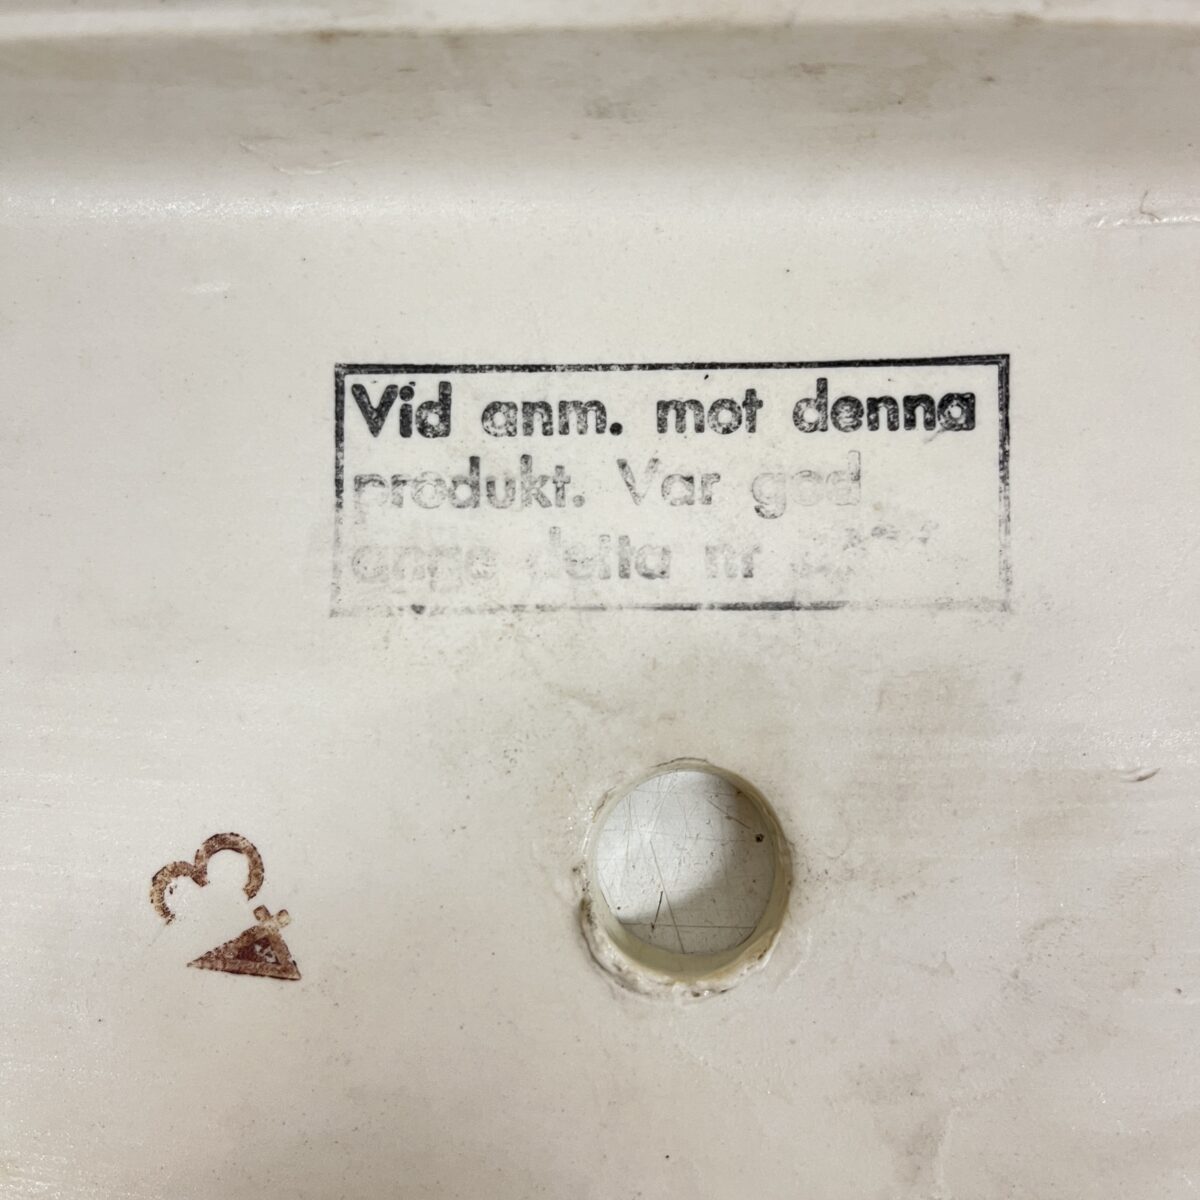 Vid anm. mot denna
produkt. Var god
ange detta nr
3